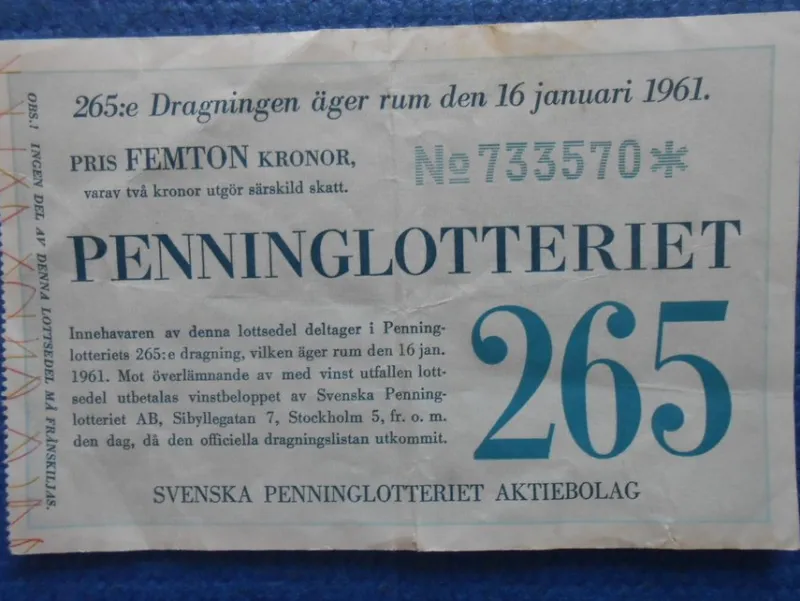 265:e Dragningen äger rum den 16 januari 1961.
PRIS FEMTON KRONOR,
varav två kronor utgör särskild skatt.
No 733570*
PENNINGLOTTERIET
Innehavaren av denna lottsedel deltager i Penning-
lotteriets 265:e dragning, vilken äger rum den 16 jan.
1961. Mot överlämnande av med vinst utfallen lott-
sedel utbetalas vinstbeloppet av Svenska Penning-
lotteriet AB, Sibyllegatan 7, Stockholm 5, fr. o. m.
den dag, då den officiella dragningslistan utkommit.
265
SVENSKA PENNINGLOTTERIET AKTIEBOLAG
OBS.! INGEN DEL AV DENNA LOTTSEDEL MÅ FRÅNSKILJAS.